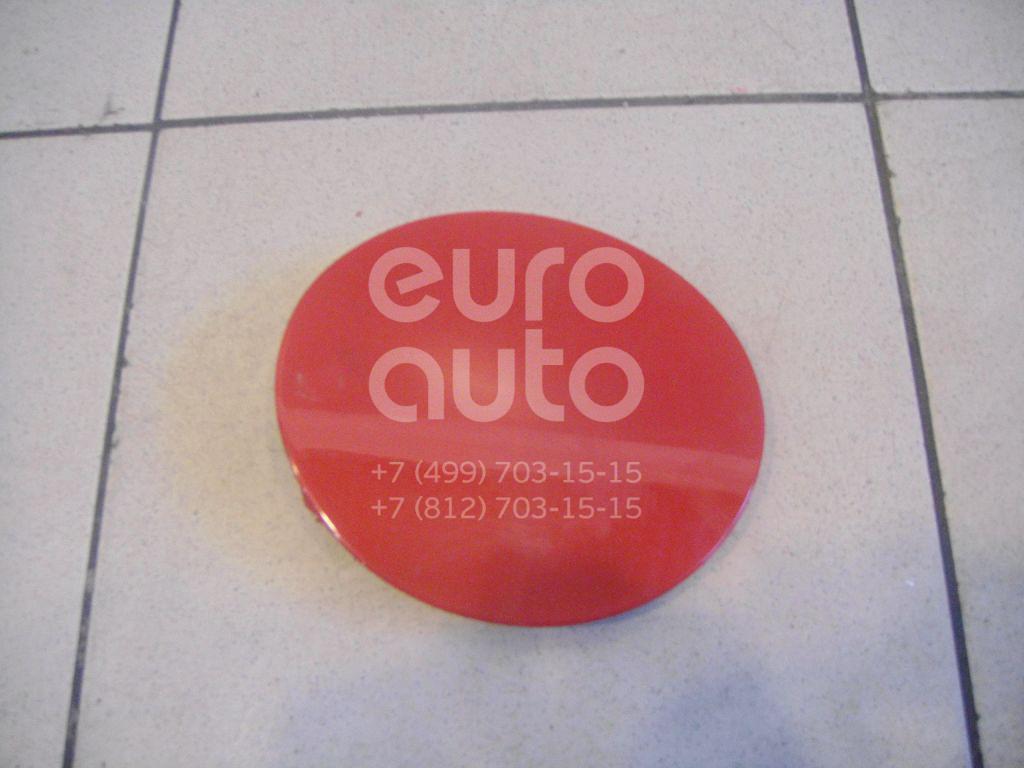 euro
auto
+7 (499) 703-15-15
+7 (812) 703-15-15